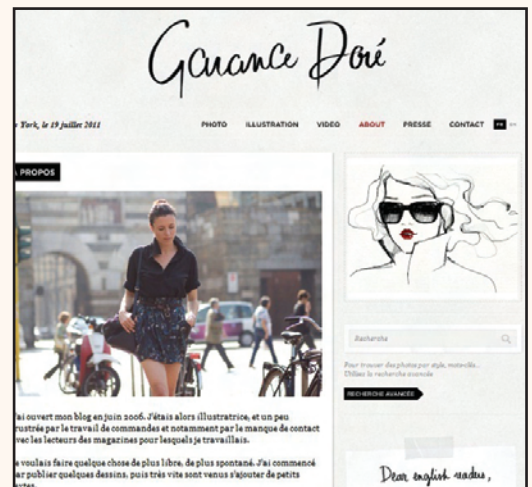 Garance Doré
York, le 19 juillet 2011
PHOTO ILLUSTRATION VIDEO ABOUT PRESSE CONTACT FR
A PROPOS
Recherche
Pour trouver des photos par style, mots-clés...
Utilisez la recherche avancée
RECHERCHE AVANCÉE
J'ai ouvert mon blog en juin 2006. J'étais alors illustratrice, et un peu
frustrée par le travail de commandes et notamment par le manque de contact
avec les lecteurs des magazines pour lesquels je travaillais.
Je voulais faire quelque chose de plus libre, de plus spontané. J'ai commencé
par publier quelques dessins, puis très vite sont venus s'ajouter de petits
textes.
Dear english readers,